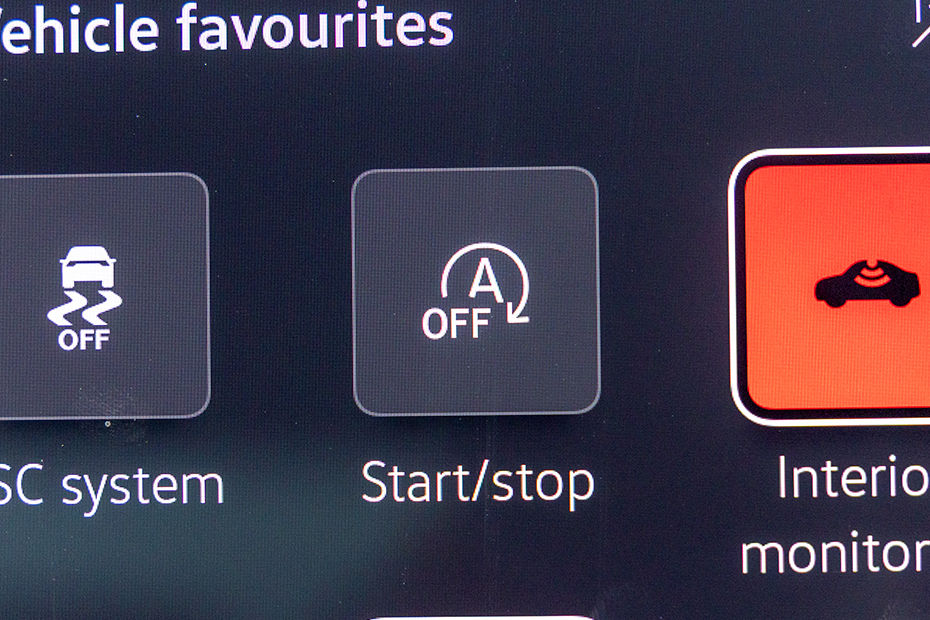 ehicle favourites
OFF
A
OFF
SC system
Start/stop
Interio
monitor